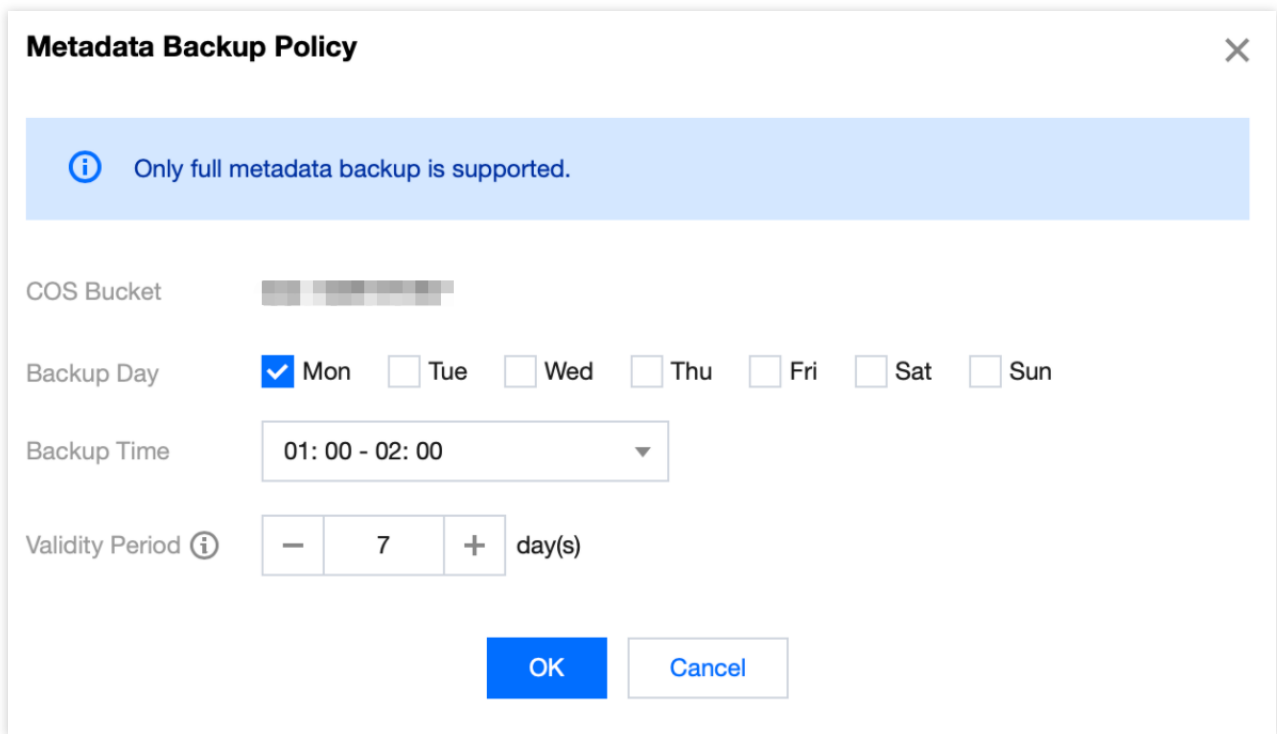 Metadata Backup Policy
Only full metadata backup is supported.
COS Bucket
Backup Day Mon Tue Wed Thu Fri Sat Sun
Backup Time 01: 00 - 02: 00
Validity Period 7 day(s)
OK Cancel